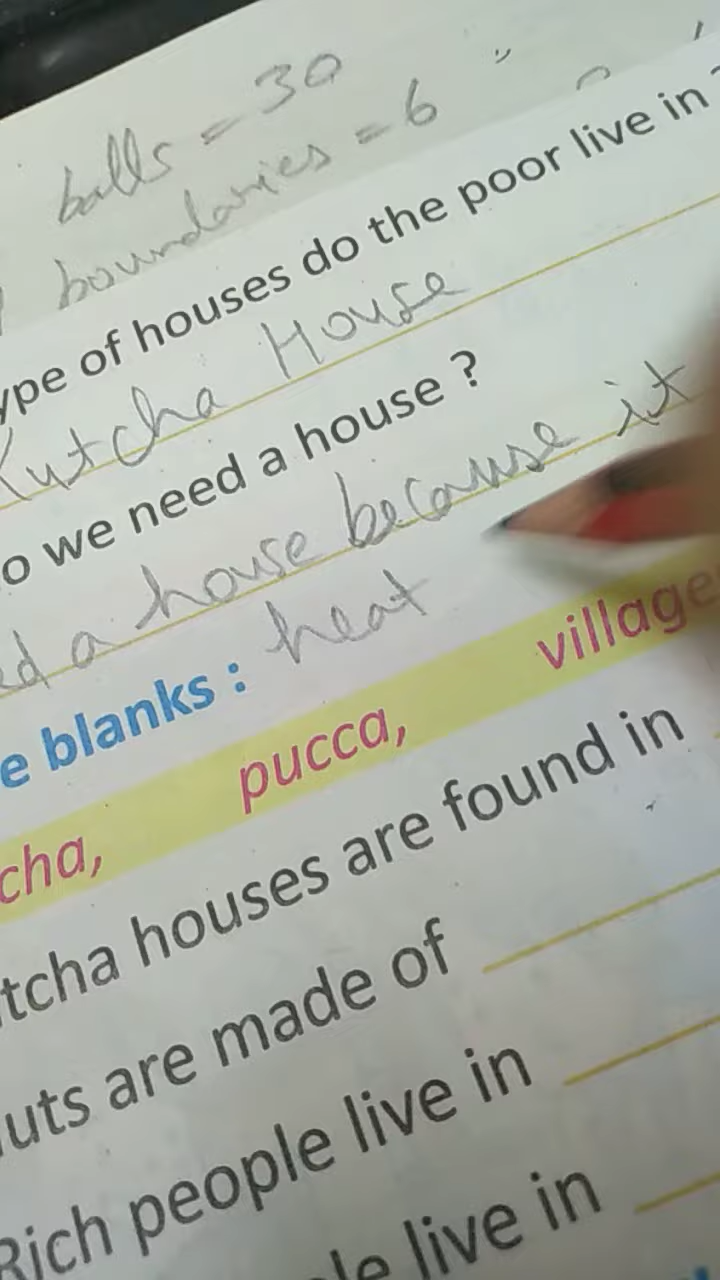 balls = 30
boundaries = 6
ype of houses do the poor live in ?
Kutcha House
o we need a house ?
ed a house because it
heat
e blanks :
cha, pucca, village
tcha houses are found in
uts are made of
Rich people live in
le live in